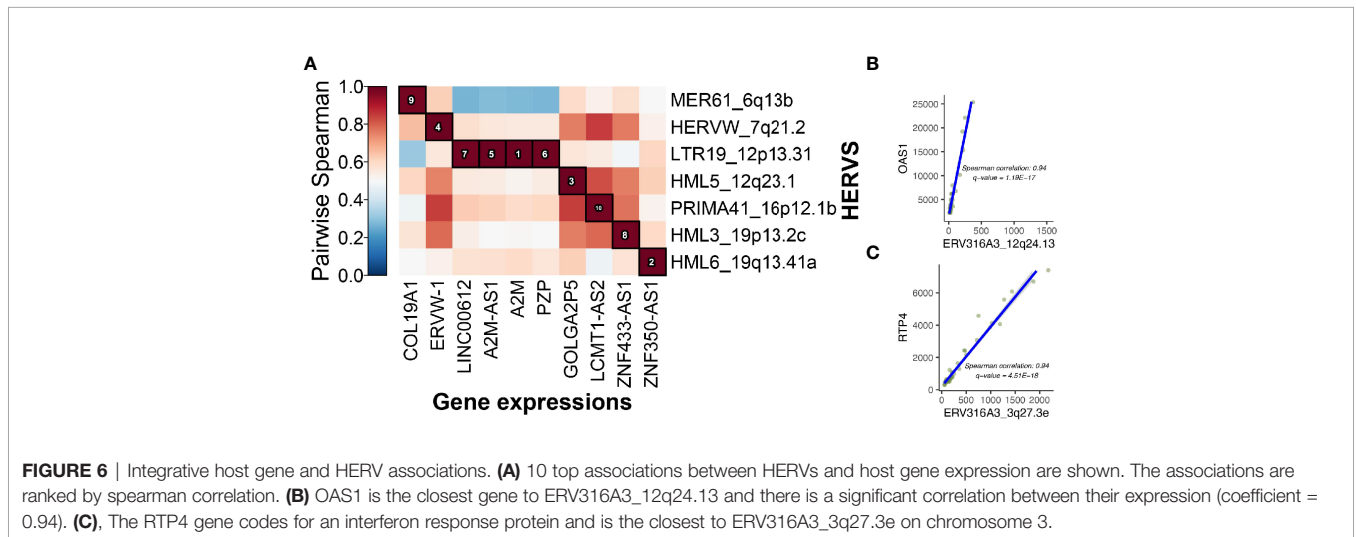 A
Pairwise Spearman
1.0
0.8
0.6
0.4
0.2
0.0
9
4
7 5 1 6
3
10
8
2
MER61_6q13b
HERVW_7q21.2
LTR19_12p13.31
HML5_12q23.1
PRIMA41_16p12.1b
HML3_19p13.2c
HML6_19q13.41a
HERVS
COL19A1
ERVW-1
LINC00612
A2M-AS1
A2M
PZP
GOLGA2P5
LCMT1-AS2
ZNF433-AS1
ZNF350-AS1
Gene expressions
B
OAS1
25000
20000
15000
10000
5000
Spearman correlation: 0.94
q-value = 1.19E-17
0 500 1000 1500
ERV316A3_12q24.13
C
RTP4
6000
4000
2000
0
Spearman correlation: 0.94
q-value = 4.51E-18
0 500 1000 1500 2000
ERV316A3_3q27.3e
FIGURE 6 | Integrative host gene and HERV associations. (A) 10 top associations between HERVs and host gene expression are shown. The associations are
ranked by spearman correlation. (B) OAS1 is the closest gene to ERV316A3_12q24.13 and there is a significant correlation between their expression (coefficient =
0.94). (C), The RTP4 gene codes for an interferon response protein and is the closest to ERV316A3_3q27.3e on chromosome 3.